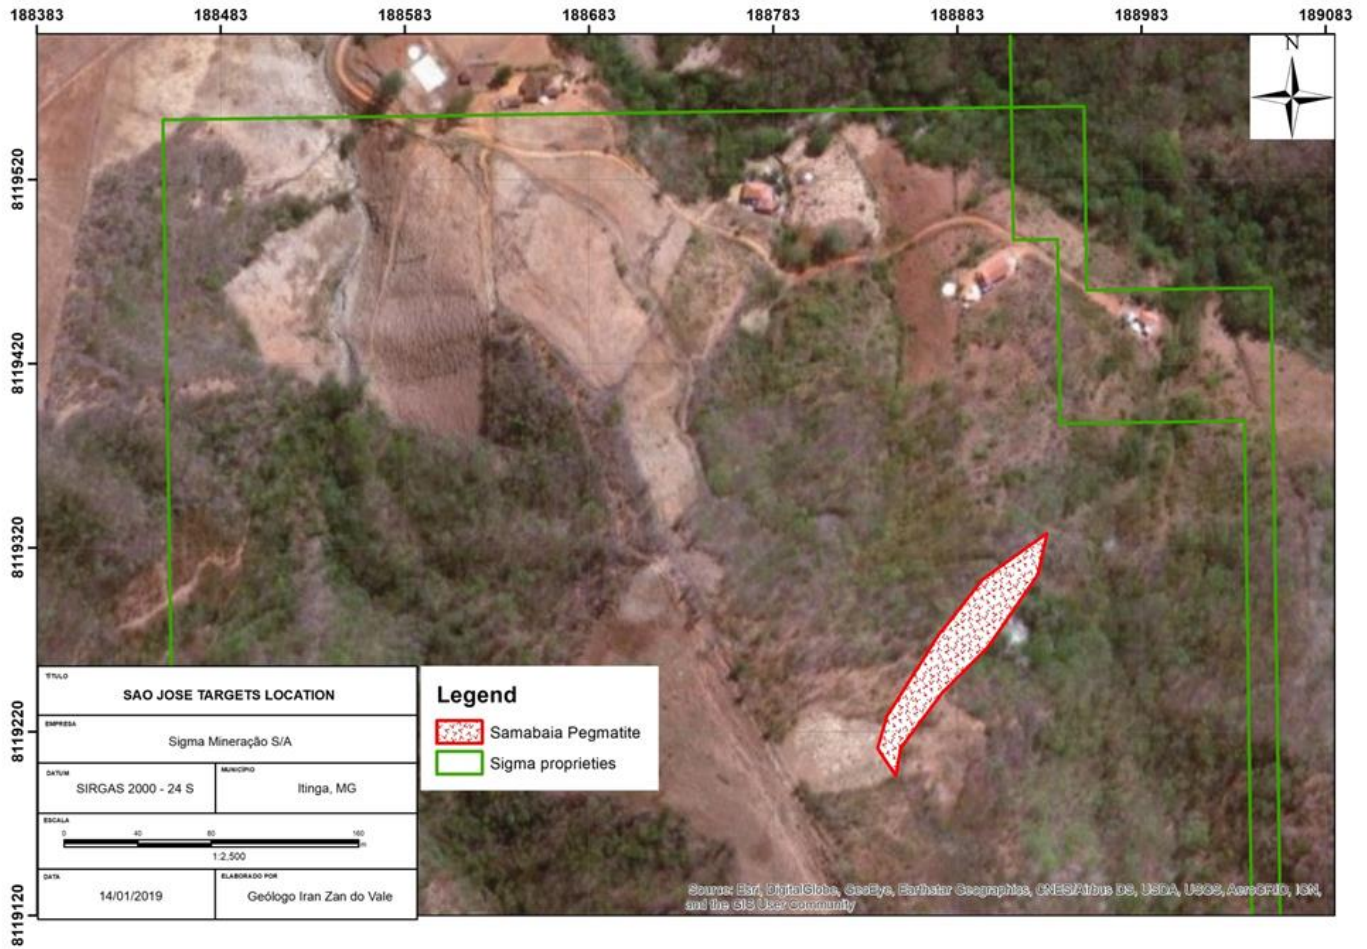 188383 188483 188583 188683 188783 188883 188983 189083
N
8119520
8119420
8119320
8119220
8119120
TÍTULO
SAO JOSE TARGETS LOCATION
EMPRESA
Sigma Mineração S/A
DATUM
SIRGAS 2000 - 24 S
MUNICÍPIO
Itinga, MG
ESCALA
0 40 80 160
m
1:2,500
DATA
14/01/2019
ELABORADO POR
Geólogo Iran Zan do Vale
Legend
Samabaia Pegmatite
Sigma proprieties
Source: Esri, DigitalGlobe, GeoEye, Earthstar Geographics, CNES/Airbus DS, USDA, USGS, AeroGRID, IGN,
and the GIS User Community